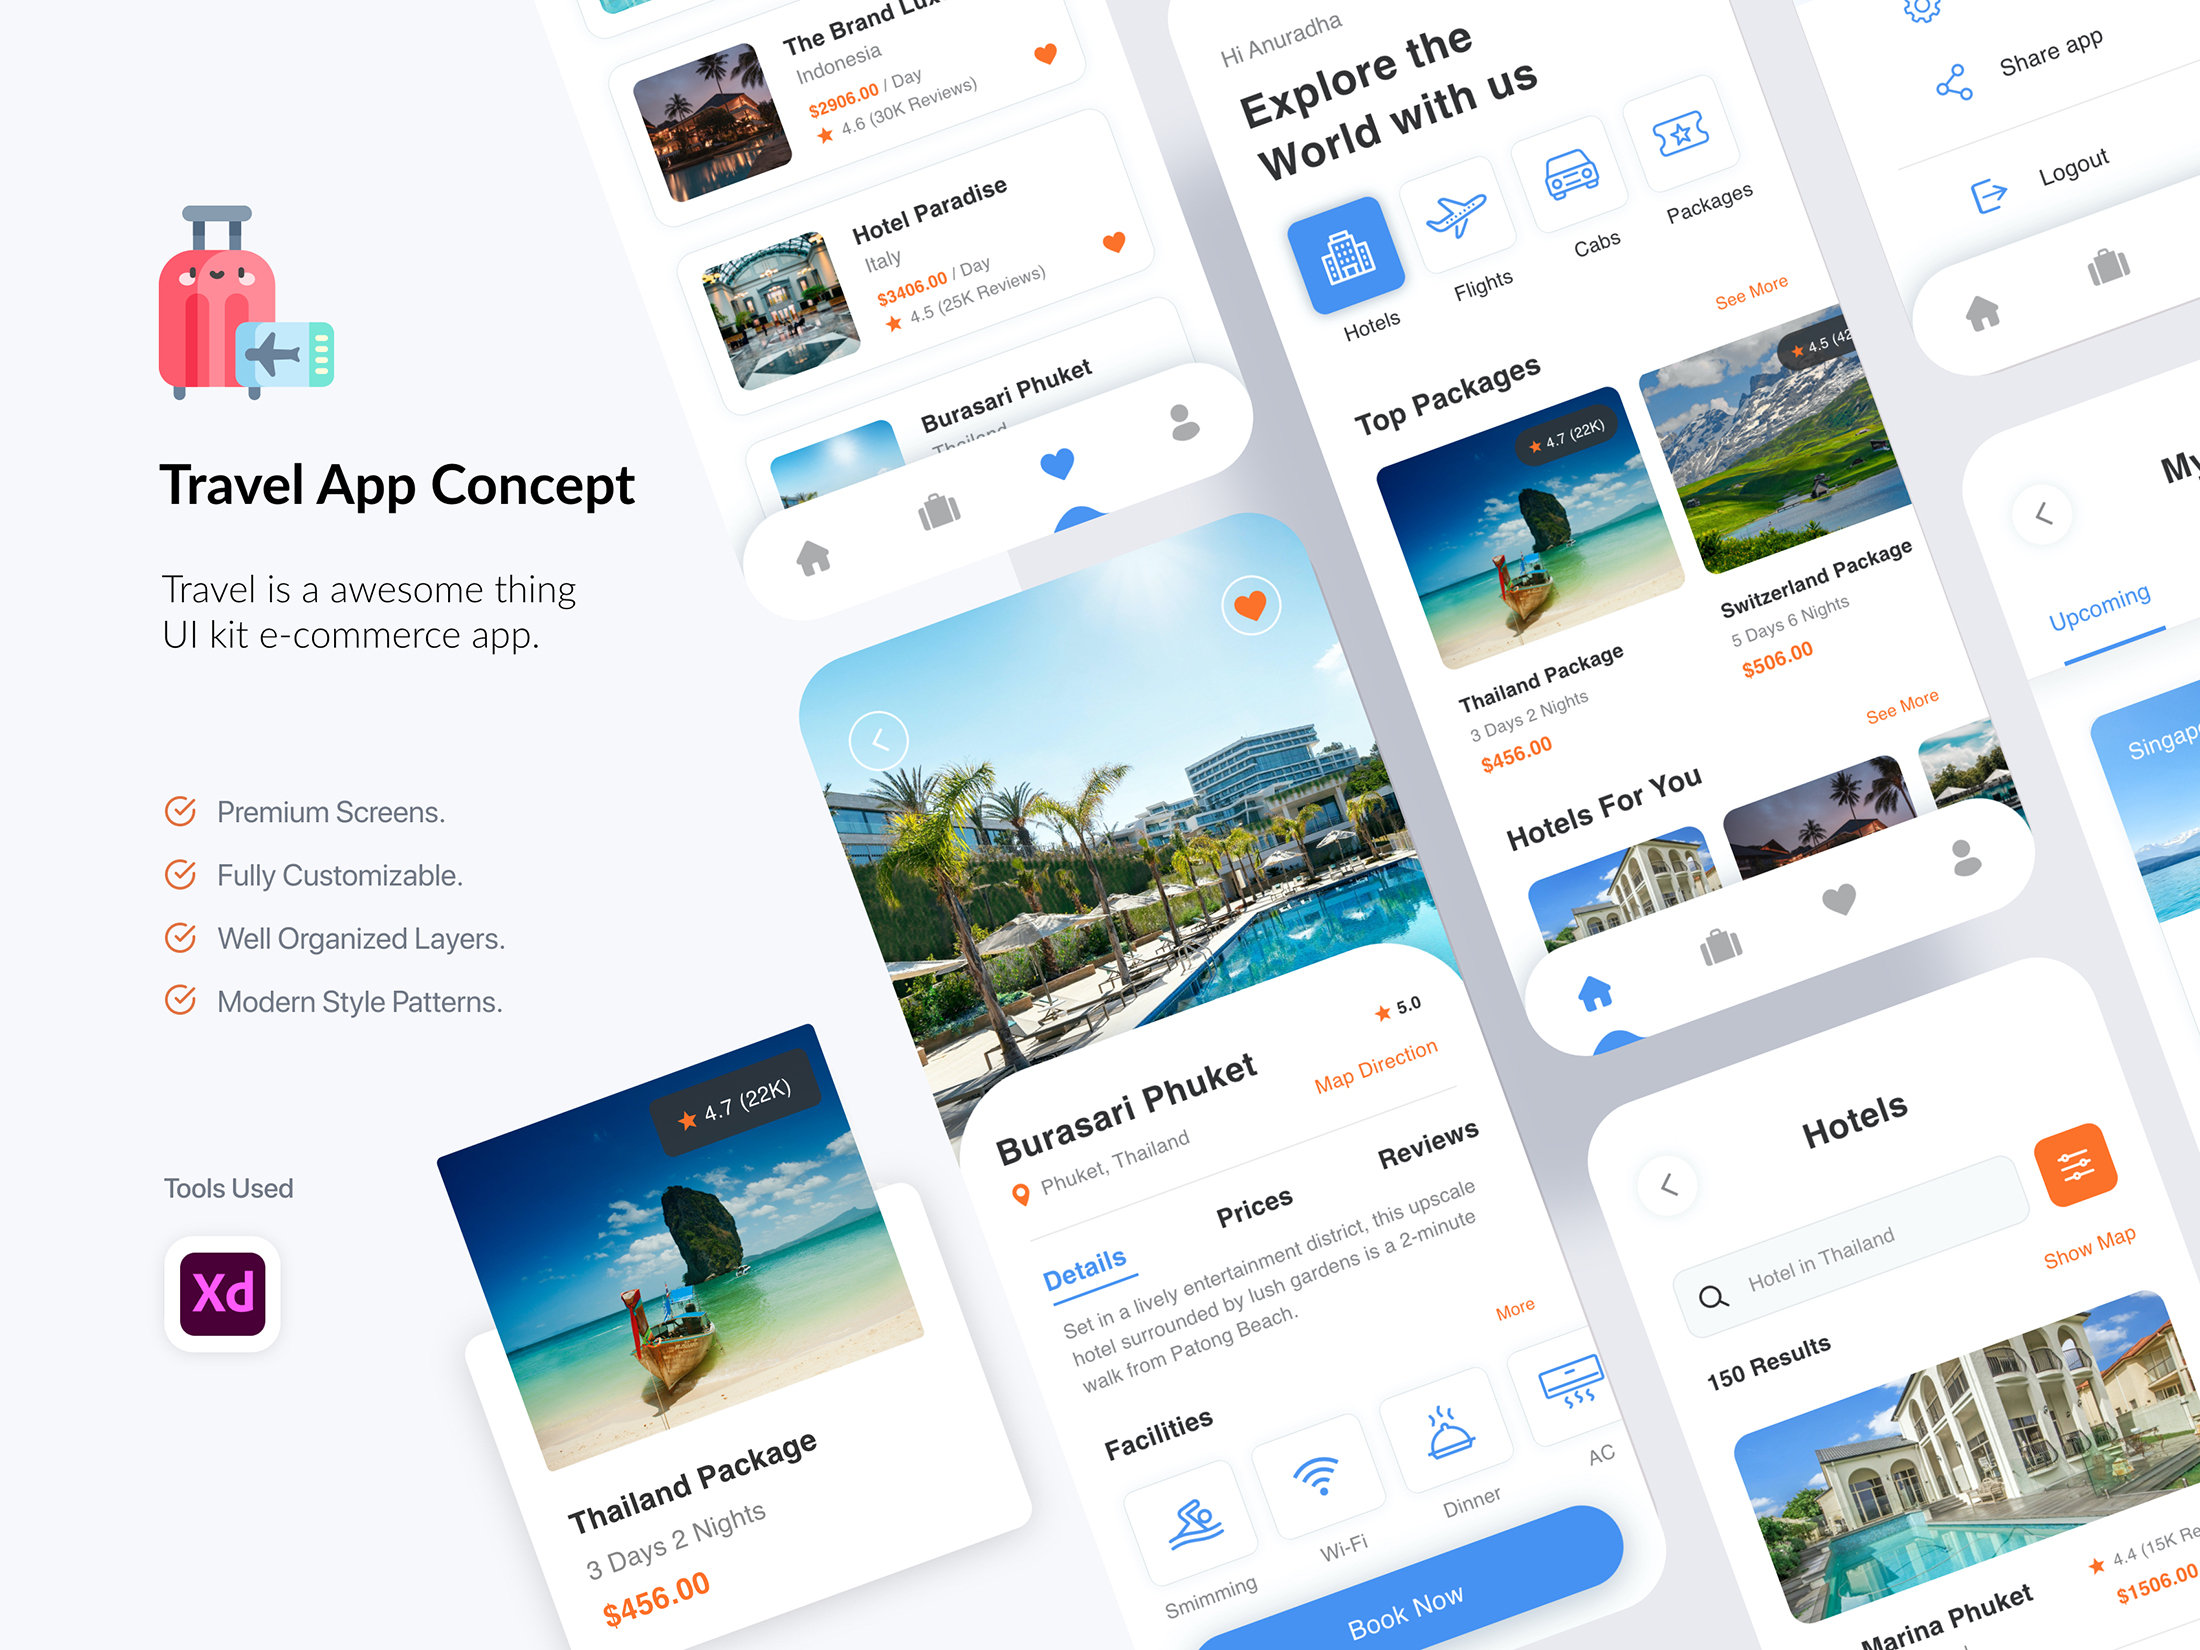 Travel App Concept
Travel is a awesome thing
UI kit e-commerce app.
Premium Screens.
Fully Customizable.
Well Organized Layers.
Modern Style Patterns.
Tools Used
Xd
4.7 (22K)
Thailand Package
3 Days 2 Nights
$456.00
The Brand
Indonesia
$2906.00 / Day
4.6 (30K Reviews)
Hotel Paradise
Italy
$3406.00 / Day
4.5 (25K Reviews)
Burasari Phuket
Thailand
5.0
Burasari Phuket
Map Direction
Phuket, Thailand
Details
Prices
Reviews
Set in a lively entertainment district, this upscale
hotel surrounded by lush gardens is a 2-minute
walk from Patong Beach.
More
Facilities
Smimming
Wi-Fi
Dinner
AC
Book Now
Hi Anuradha
Explore the
World with us
Hotels
Flights
Cabs
Packages
See More
Top Packages
4.7 (22K)
4.5
Thailand Package
3 Days 2 Nights
$456.00
Switzerland Package
5 Days 6 Nights
$506.00
See More
Hotels For You
Share app
Logout
My
Upcoming
Hotels
Hotel in Thailand
Show Map
150 Results
Marina Phuket
4.4 (15K
$1506.00